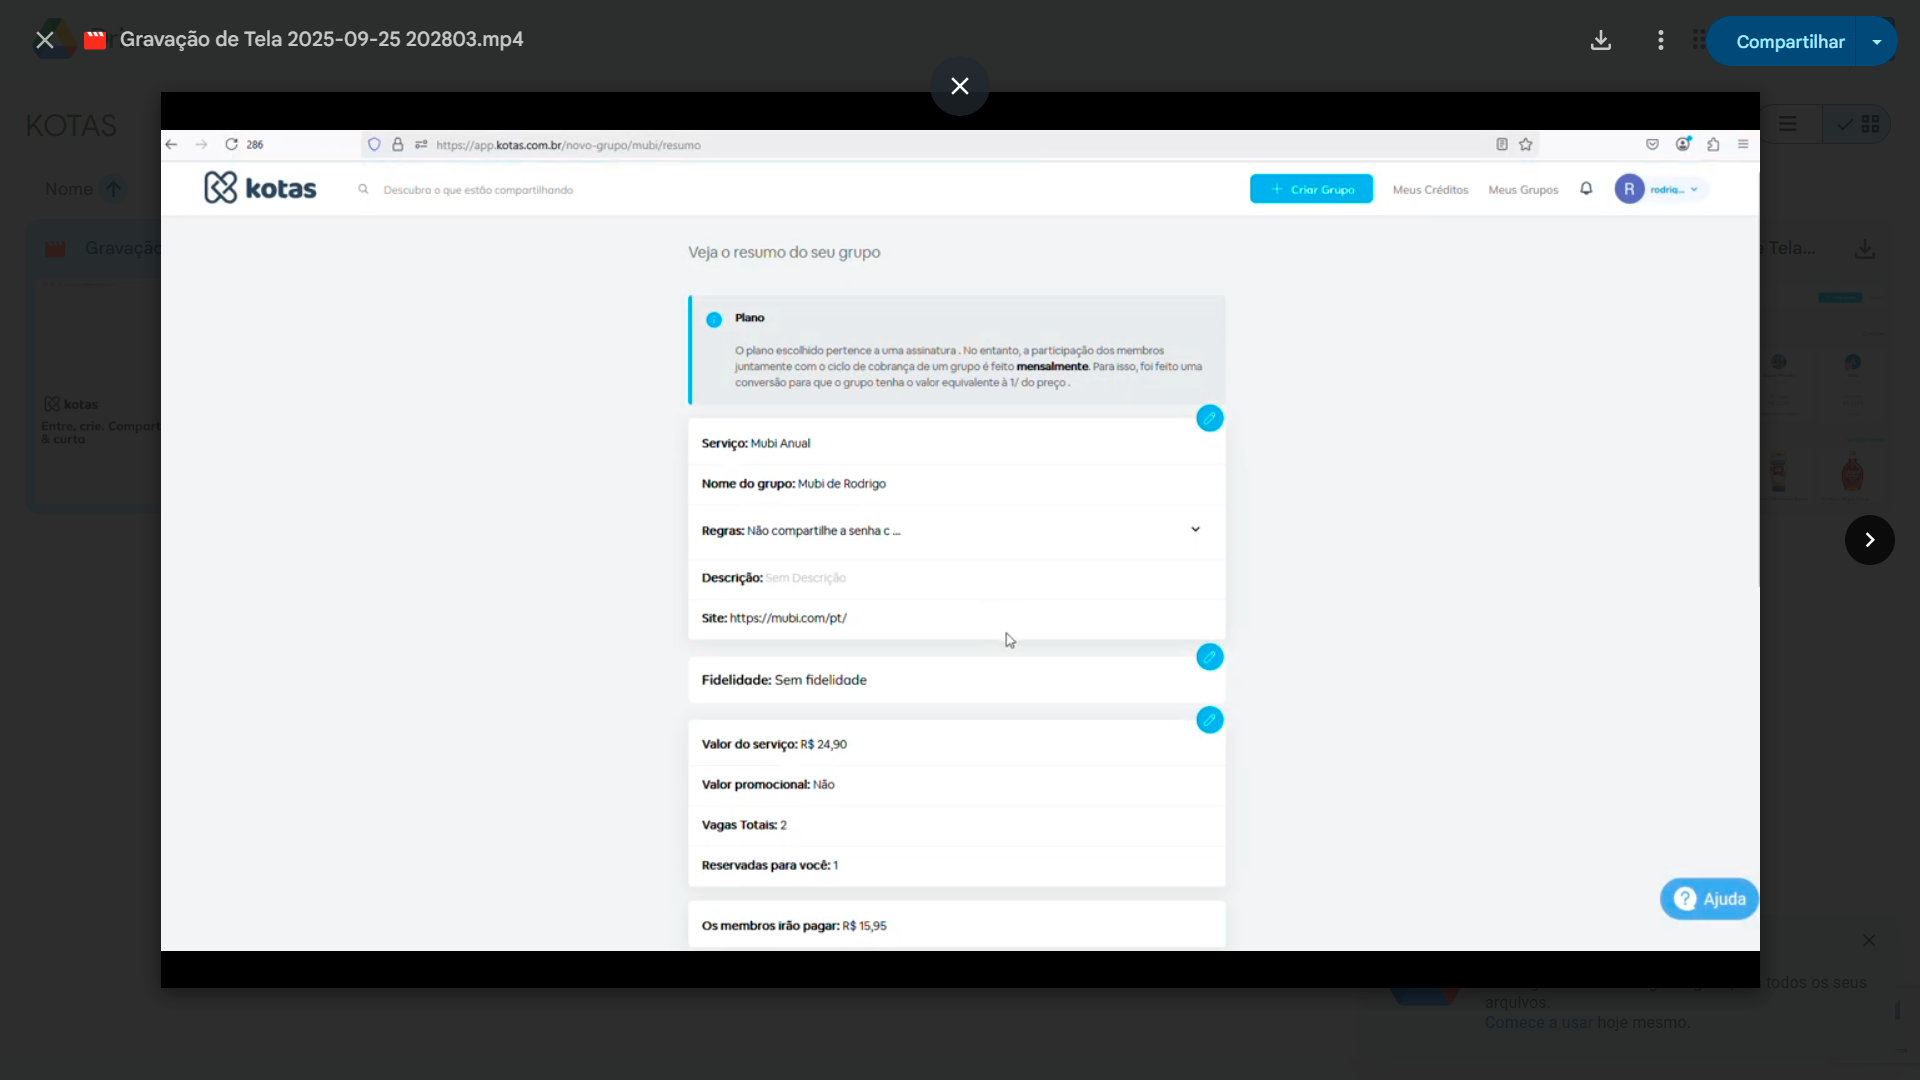 Gravação de Tela 2025-09-25 202803.mp4
Compartilhar
KOTAS
Nome
Gravação
Tela...
286
https://app.kotas.com.br/novo-grupo/mubi/resumo
kotas
Descubra o que estão compartilhando
+ Criar Grupo
Meus Créditos
Meus Grupos
R
rodrig...
Veja o resumo do seu grupo
Plano
O plano escolhido pertence a uma assinatura . No entanto, a participação dos membros
juntamente com o ciclo de cobrança de um grupo é feito mensalmente. Para isso, foi feito uma
conversão para que o grupo tenha o valor equivalente à 1/ do preço .
Serviço: Mubi Anual
Nome do grupo: Mubi de Rodrigo
Regras: Não compartilhe a senha c ...
Descrição: Sem Descrição
Site: https://mubi.com/pt/
Fidelidade: Sem fidelidade
Valor do serviço: R$ 24,90
Valor promocional: Não
Vagas Totais: 2
Reservadas para você: 1
Os membros irão pagar: R$ 15,95
Ajuda
kotas
Entre, crie. Compart
& curta
todos os seus
arquivos.
Comece a usar hoje mesmo.